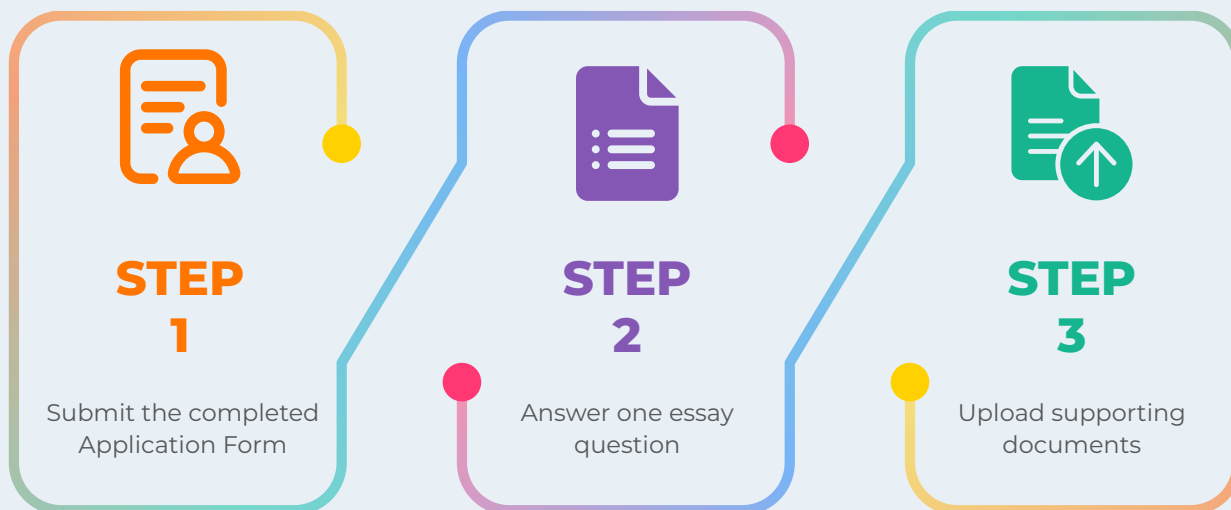 STEP
1
Submit the completed
Application Form
STEP
2
Answer one essay
question
STEP
3
Upload supporting
documents